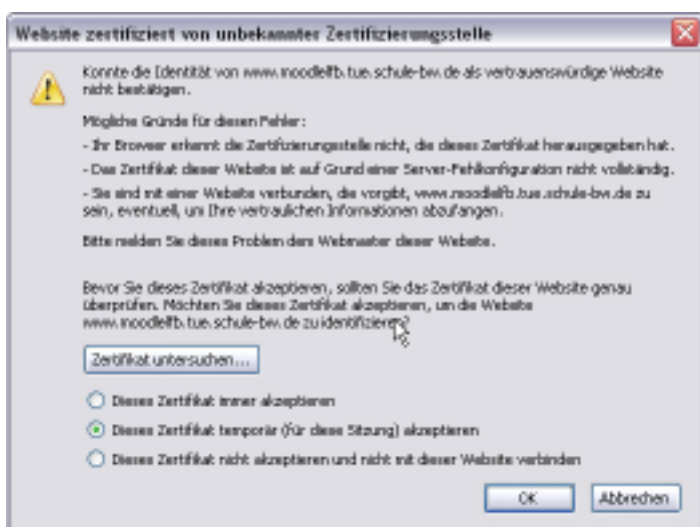 Website zertifiziert von unbekannter Zertifizierungsstelle
Konnte die Identität von www.moodlelfb.tue.schule-bw.de als vertrauenswürdige Website
nicht bestätigen.
Mögliche Gründe für diesen Fehler:
- Ihr Browser erkennt die Zertifizierungsstelle nicht, die dieses Zertifikat herausgegeben hat.
- Das Zertifikat dieser Website ist auf Grund einer Server-Fehlkonfiguration nicht vollständig.
- Sie sind mit einer Website verbunden, die vorgibt, www.moodlelfb.tue.schule-bw.de zu
sein, eventuell, um Ihre vertraulichen Informationen abzufangen.
Bitte melden Sie dieses Problem dem Webmaster dieser Website.
Bevor Sie dieses Zertifikat akzeptieren, sollten Sie das Zertifikat dieser Website genau
überprüfen. Möchten Sie dieses Zertifikat akzeptieren, um die Website
www.moodlelfb.tue.schule-bw.de zu identifizieren?
Zertifikat untersuchen...
Dieses Zertifikat immer akzeptieren
Dieses Zertifikat temporär (für diese Sitzung) akzeptieren
Dieses Zertifikat nicht akzeptieren und nicht mit dieser Website verbinden
OK
Abbrechen